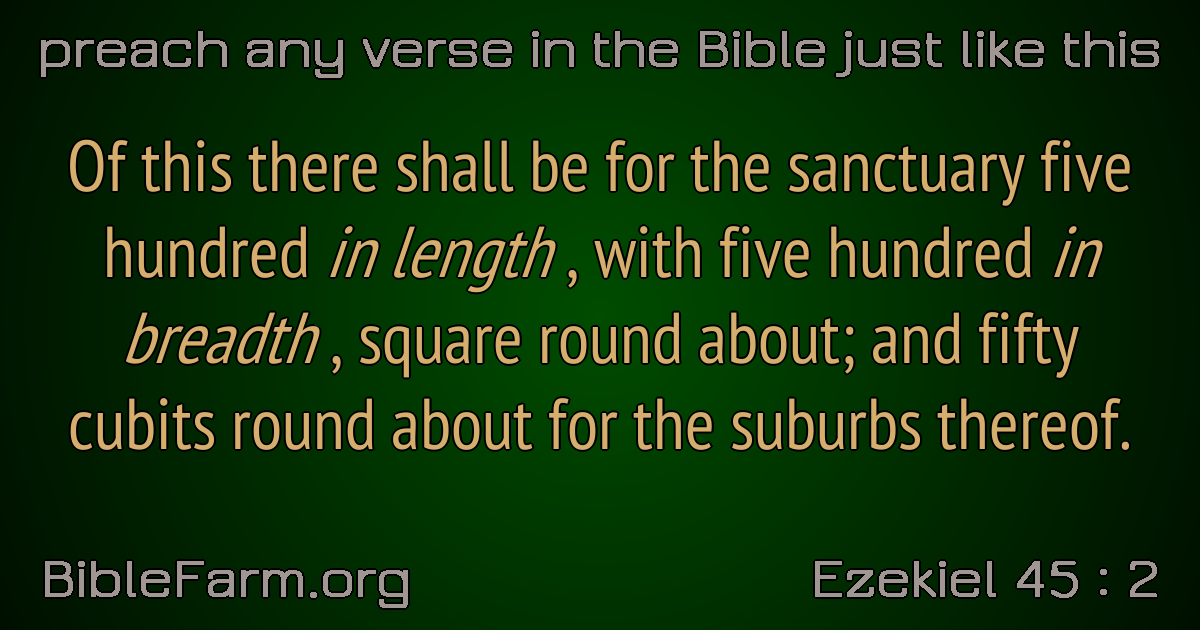 preach any verse in the Bible just like this
Of this there shall be for the sanctuary five
hundred in length , with five hundred in
breadth , square round about; and fifty
cubits round about for the suburbs thereof.
BibleFarm.org
Ezekiel 45 : 2